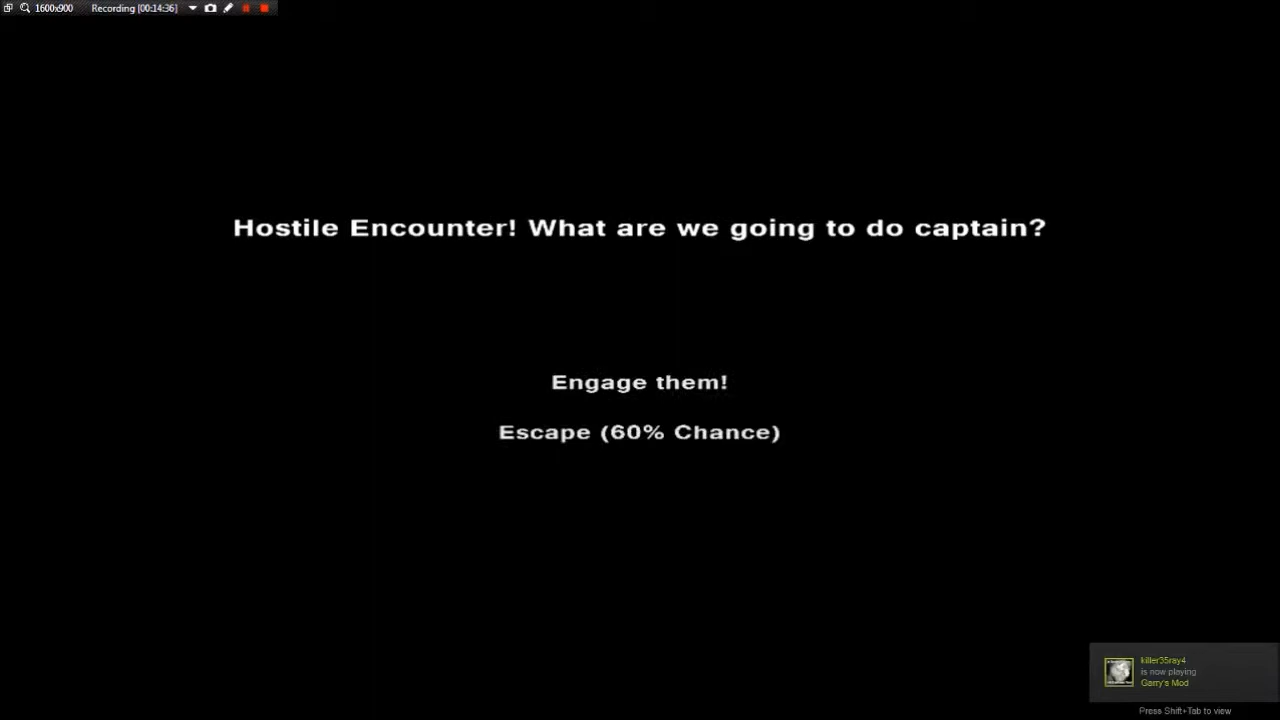 1600x900 Recording [00:14:36]
Hostile Encounter! What are we going to do captain?
Engage them!
Escape (60% Chance)
killer35ray4
is now playing
Garry's Mod
Press Shift+Tab to view